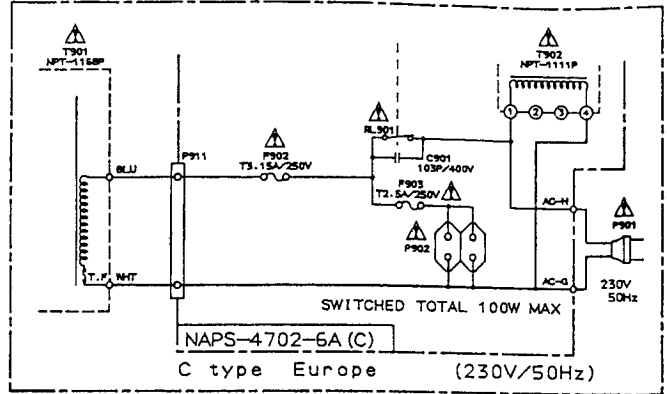 T901
NPT-1168P
T902
NPT-1111P
1 2 3 4
RL901
P911
F902
T3.15A/250V
C901
103P/400V
BLU
F903
T2.5A/250V
AC-H
P901
P902
T.F WHT
AC-G
230V
50Hz
SWITCHED TOTAL 100W MAX
NAPS-4702-6A (C)
C type Europe (230V/50Hz)